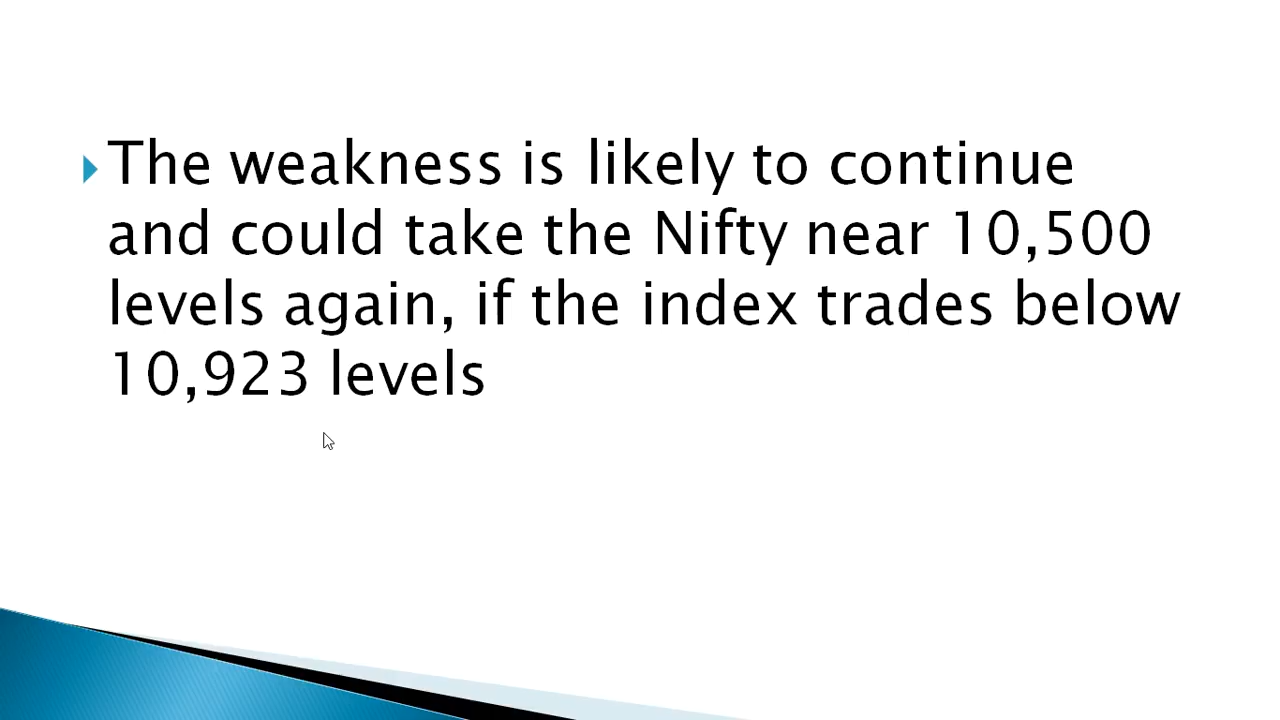 The weakness is likely to continue
and could take the Nifty near 10,500
levels again, if the index trades below
10,923 levels